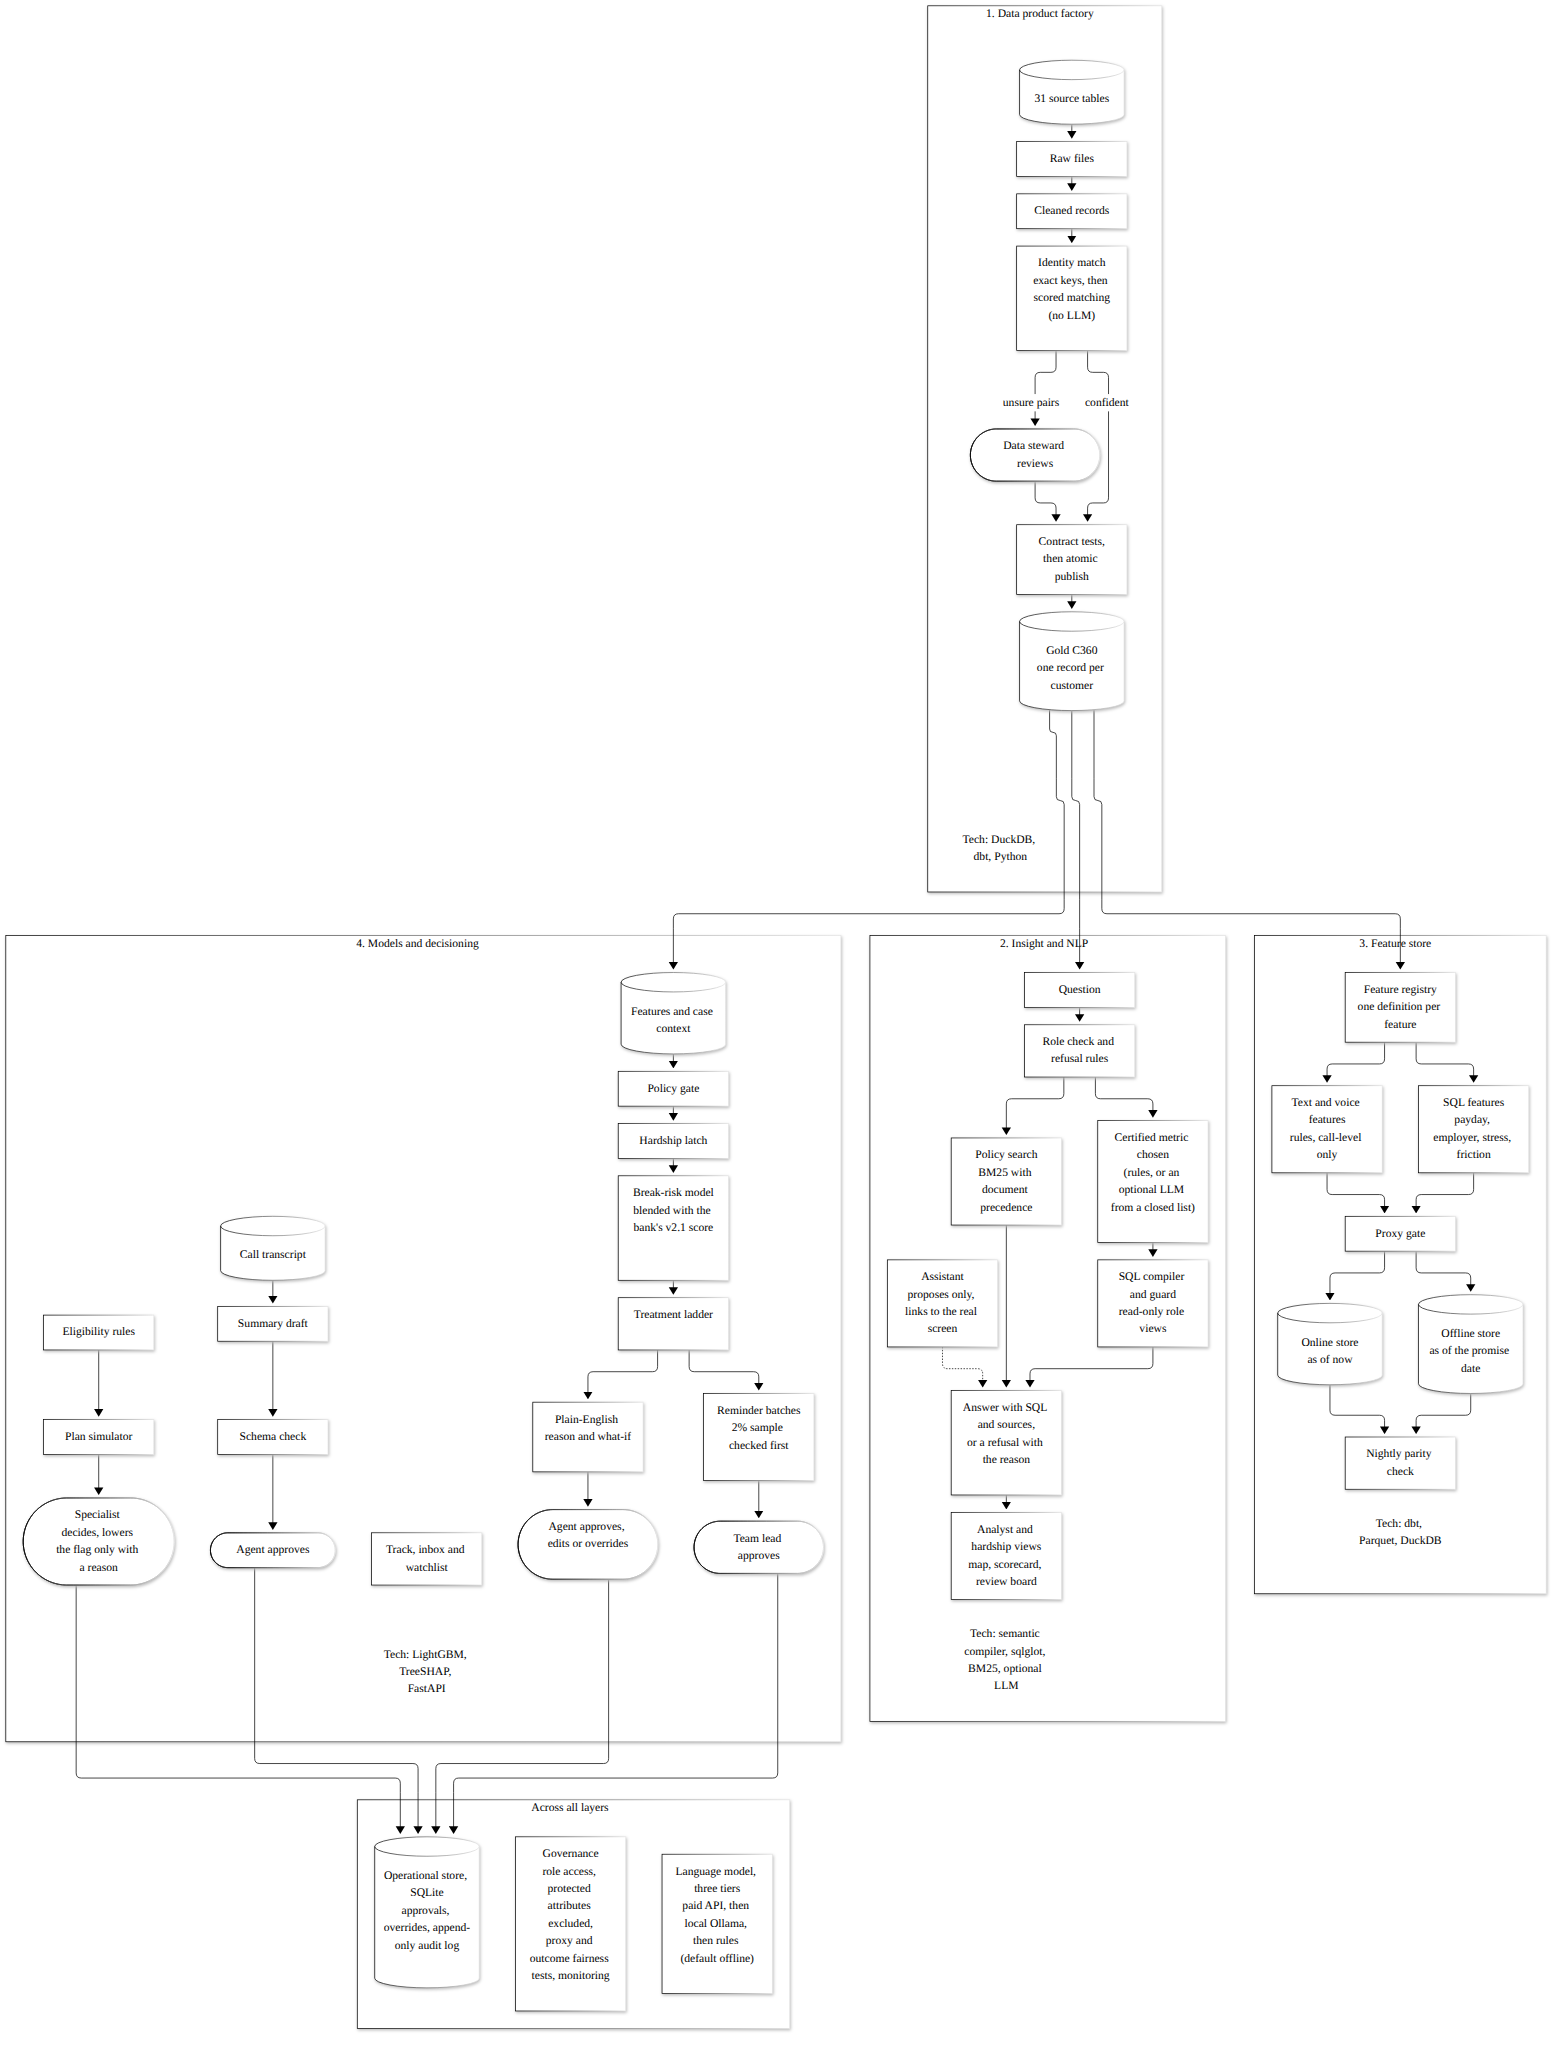 1. Data product factory
31 source tables
Raw files
Cleaned records
Identity match
exact keys, then
scored matching
(no LLM)
unsure pairs
confident
Data steward
reviews
Contract tests,
then atomic
publish
Gold C360
one record per
customer
Tech: DuckDB,
dbt, Python
4. Models and decisioning
Features and case
context
Policy gate
Hardship latch
Break-risk model
blended with the
bank's v2.1 score
Treatment ladder
Call transcript
Summary draft
Schema check
Agent approves
Eligibility rules
Plan simulator
Specialist
decides, lowers
the flag only with
a reason
Track, inbox and
watchlist
Plain-English
reason and what-if
Agent approves,
edit or overrides
Reminder batches
2% sample
checked first
Team lead
approves
Tech: LightGBM,
TreeSHAP,
FastAPI
2. Insight and NLP
Question
Role check and
refusal rules
Policy search
BM25 with
document
precedence
Certified metric
chosen
(rules, or an
optional LLM
from a closed list)
Assistant
proposes only,
links to the real
screen
SQL compiler
and guard
read-only role
views
Answer with SQL
and sources,
or a refusal with
the reason
Analyst and
hardship views
map, scorecard,
review board
Tech: semantic
compiler, sqlglot,
BM25, optional
LLM
3. Feature store
Feature registry
one definition per
feature
Text and voice
features
rules, call-level
only
SQL features
payday,
employer, stress,
friction
Proxy gate
Online store
as of now
Offline store
as of the promise
date
Nightly parity
check
Tech: dbt,
Parquet, DuckDB
Across all layers
Operational store,
SQLite
approvals,
overrides, append-
only audit log
Governance
role access,
protected
attributes
excluded,
proxy and
outcome fairness
tests, monitoring
Language model,
three tiers
paid API, then
local Ollama,
then rules
(default offline)